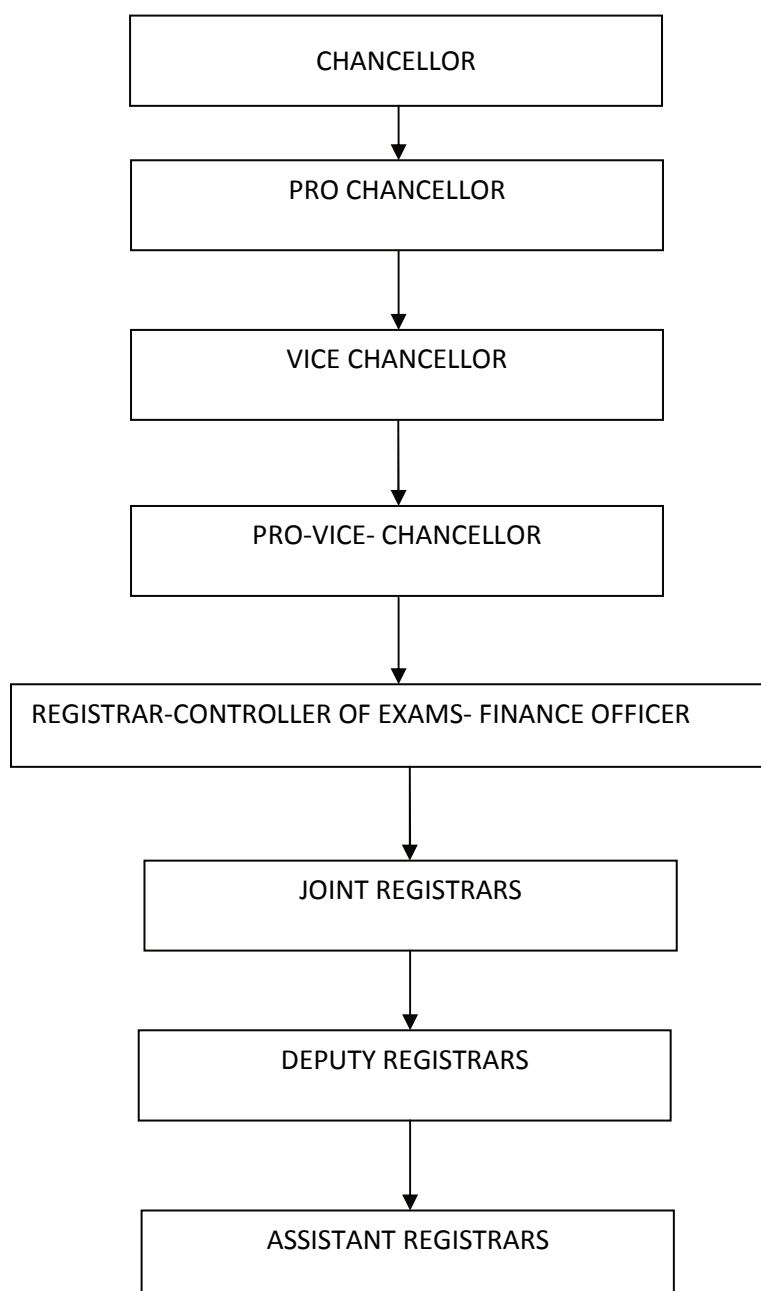 CHANCELLOR
PRO CHANCELLOR
VICE CHANCELLOR
PRO-VICE- CHANCELLOR
REGISTRAR-CONTROLLER OF EXAMS- FINANCE OFFICER
JOINT REGISTRARS
DEPUTY REGISTRARS
ASSISTANT REGISTRARS